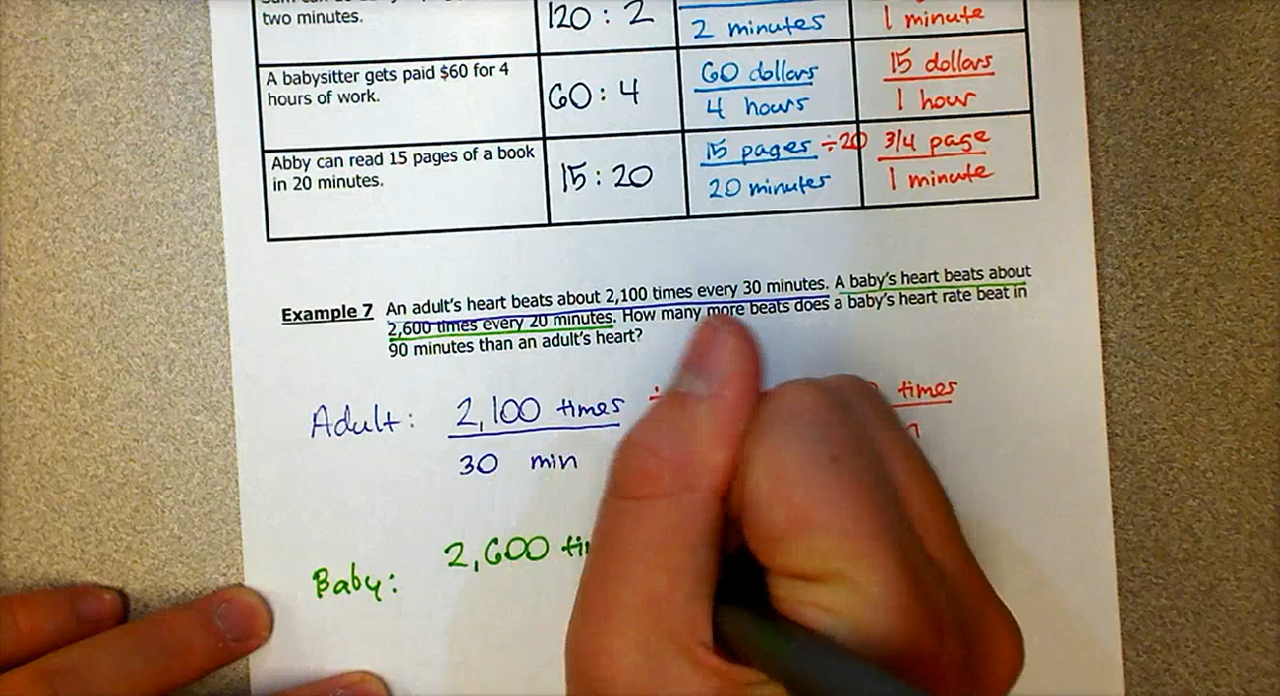 two minutes.
120 : 2
2 minutes
1 minute
A babysitter gets paid $60 for 4
hours of work.
60 : 4
60 dollars
4 hours
15 dollars
1 hour
Abby can read 15 pages of a book
in 20 minutes.
15 : 20
15 pages ÷20
20 minutes
3/4 page
1 minute
Example 7 An adult's heart beats about 2,100 times every 30 minutes. A baby's heart beats about
2,600 times every 20 minutes. How many more beats does a baby's heart rate beat in
90 minutes than an adult's heart?
Adult: 2,100 times ÷
30 min
times
Baby: 2,600